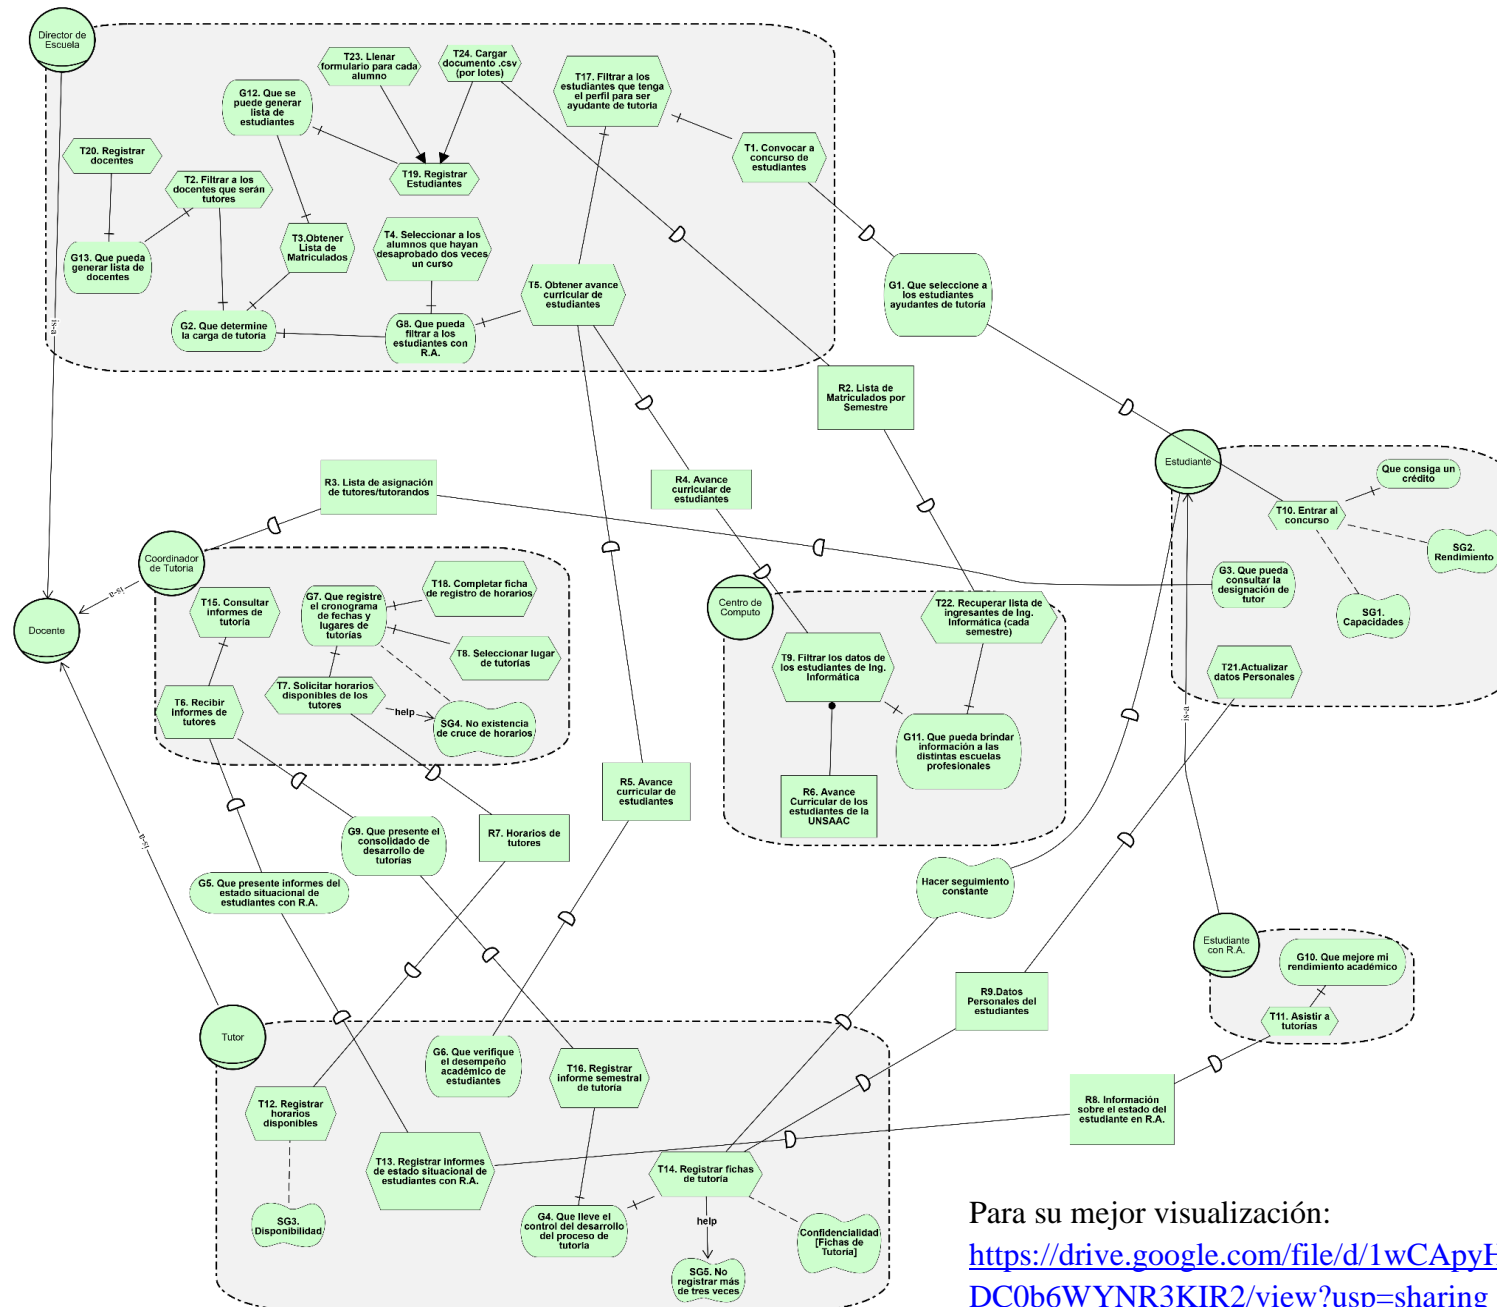 Director de
Escuela
T23. Llenar
formulario para cada
alumno
T24. Cargar
documento .csv
(por lotes)
T17. Filtrar a los
estudiantes que tenga
el perfil para ser
ayudante de tutoria
G12. Que se
puede generar
lista de
estudiantes
T1. Convocar a
concurso de
estudiantes
T20. Registrar
docentes
T2. Filtrar a los
docentes que serán
tutores
T19. Registrar
Estudiantes
T3.Obtener
Lista de
Matriculados
T4. Seleccionar a los
alumnos que hayan
desaprobado dos veces
un curso
G13. Que pueda
generar lista de
docentes
T5. Obtener avance
curricular de
estudiantes
G1. Que seleccione a
los estudiantes
ayudantes de tutoría
G2. Que determine
la carga de tutoría
G8. Que pueda
filtrar a los
estudiantes con
R.A.
is-a
R2. Lista de
Matriculados por
Semestre
R3. Lista de asignación
de tutores/tutorandos
R4. Avance
curricular de
estudiantes
Estudiante
Que consiga un
crédito
T10. Entrar al
concurso
SG2.
Rendimiento
G3. Que pueda
consultar la
designación de
tutor
SG1.
Capacidades
T21.Actualizar
datos Personales
is-a
Coordinador
de Tutoria
is-a
Docente
T15. Consultar
informes de
tutoría
G7. Que registre
el cronograma
de fechas y
lugares de
tutorías
T18. Completar ficha
de registro de horarios
T8. Seleccionar lugar
de tutorías
T6. Recibir
informes de
tutores
T7. Solicitar horarios
disponibles de los
tutores
help
SG4. No existencia
de cruce de horarios
Centro de
Computo
T22. Recuperar lista de
ingresantes de Ing.
Informática (cada
semestre)
T9. Filtrar los datos de
los estudiantes de Ing.
Informática
G11. Que pueda brindar
información a las
distintas escuelas
profesionales
R6. Avance
Curricular de los
estudiantes de la
UNSAAC
R5. Avance
curricular de
estudiantes
R7. Horarios de
tutores
G9. Que presente el
consolidado de
desarrollo de
tutorías
G5. Que presente informes del
estado situacional de
estudiantes con R.A.
is-a
Hacer seguimiento
constante
Estudiante
con R.A.
G10. Que mejore mi
rendimiento académico
T11. Asistir a
tutorías
R9.Datos
Personales del
estudiantes
R8. Información
sobre el estado del
estudiante en R.A.
Tutor
G6. Que verifique
el desempeño
académico de
estudiantes
T16. Registrar
informe semestral
de tutoría
T12. Registrar
horarios
disponibles
T13. Registrar informes
de estado situacional de
estudiantes con R.A.
T14. Registrar fichas
de tutoría
SG3.
Disponibilidad
G4. Que lleve el
control del desarrollo
del proceso de
tutoría
help
Confidencialidad
[Fichas de
Tutoría]
SG5. No
registrar más
de tres veces
Para su mejor visualización:
https://drive.google.com/file/d/1wCApyH
DC0b6WYNR3KIR2/view?usp=sharing